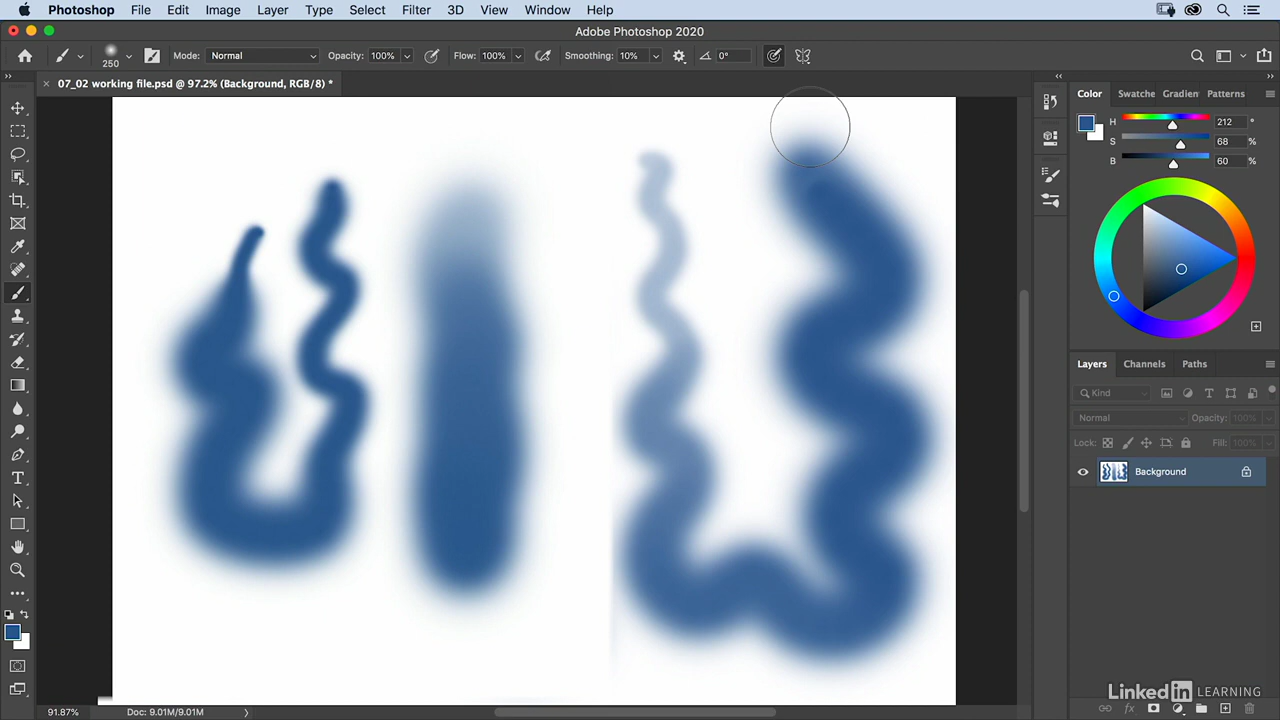 Photoshop File Edit Image Layer Type Select Filter 3D View Window Help
Adobe Photoshop 2020
250 Mode: Normal Opacity: 100% Flow: 100% Smoothing: 10% 0°
× 07_02 working file.psd @ 97.2% (Background, RGB/8) *
Color Swatche Gradien Patterns
H 212 °
S 68 %
B 60 %
Layers Channels Paths
Kind
Normal Opacity: 100%
Lock: Fill: 100%
Background
LinkedIn LEARNING
91.87% Doc: 9.01M/9.01M